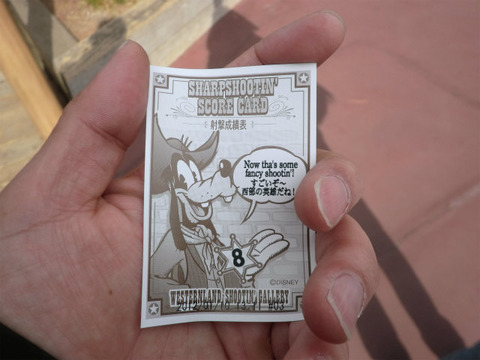 SHARPSHOOTIN'
SCORE CARD
射撃成績表
Now tha's some
fancy shootin'!
すごいぞ～
西部の英雄だね!
8
©DISNEY
WESTERNLAND SHOOTIN' GALLERY